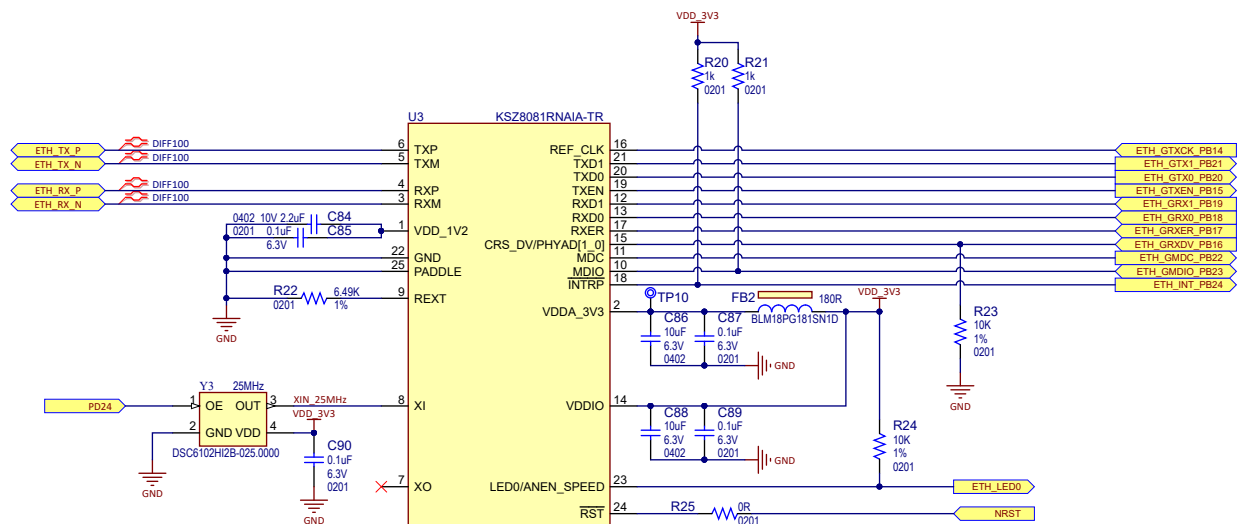 VDD_3V3
R20
1k
0201
R21
1k
0201
U3
KSZ8081RNAIA-TR
ETH_TX_P
DIFF100
6
TXP
REF_CLK
16
ETH_GTXCK_PB14
ETH_TX_N
DIFF100
5
TXM
TXD1
21
ETH_GTX1_PB21
TXD0
20
ETH_GTX0_PB20
ETH_RX_P
DIFF100
4
RXP
TXEN
19
ETH_GTXEN_PB15
ETH_RX_N
DIFF100
3
RXM
RXD1
12
ETH_GRX1_PB19
RXD0
13
ETH_GRX0_PB18
0402 10V 2.2uF C84
0201 0.1uF C85
6.3V
1
VDD_1V2
RXER
17
ETH_GRXER_PB17
CRS_DV/PHYAD[1_0]
15
ETH_GRXDV_PB16
22
GND
MDC
11
ETH_GMDC_PB22
25
PADDLE
MDIO
10
ETH_GMDIO_PB23
INTRP
18
ETH_INT_PB24
R22
0201
6.49K
1%
9
REXT
GND
VDDA_3V3
2
TP10
FB2
180R
BLM18PG181SN1D
VDD_3V3
C86
10uF
6.3V
0402
C87
0.1uF
6.3V
0201
GND
R23
10K
1%
0201
GND
Y3
25MHz
PD24
1
OE
OUT
3
XIN_25MHz
8
XI
2
GND
VDD
4
VDD_3V3
DSC6102HI2B-025.0000
GND
C90
0.1uF
6.3V
0201
GND
VDDIO
14
C88
10uF
6.3V
0402
C89
0.1uF
6.3V
0201
GND
R24
10K
1%
0201
7
XO
LED0/ANEN_SPEED
23
ETH_LED0
RST
24
R25
0R
0201
NRST